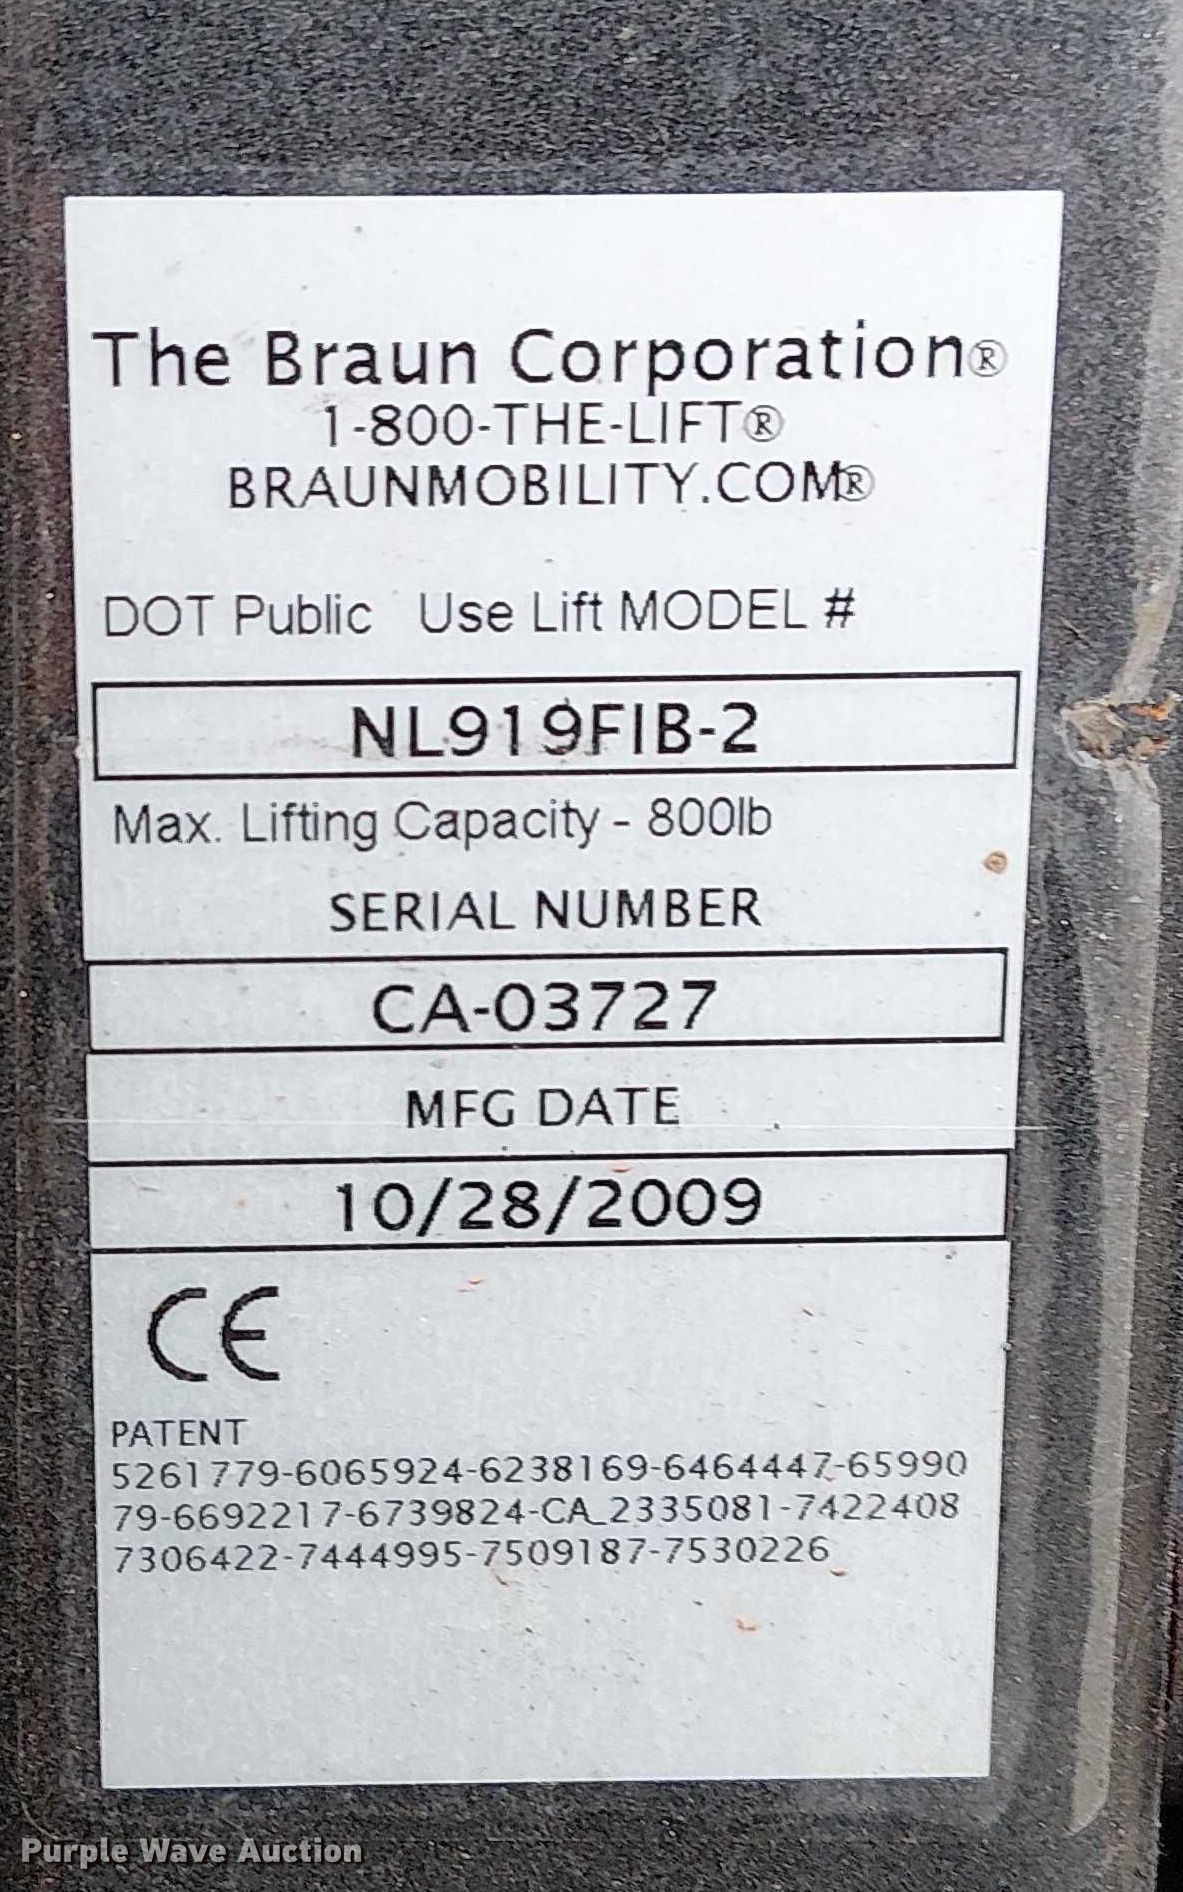 The Braun Corporation®
1-800-THE-LIFT®
BRAUNMOBILITY.COM®
DOT Public Use Lift MODEL #
NL919FIB-2
Max. Lifting Capacity - 800lb
SERIAL NUMBER
CA-03727
MFG DATE
10/28/2009
CE
PATENT
5261779-6065924-6238169-6464447-65990
79-6692217-6739824-CA_2335081-7422408
7306422-7444995-7509187-7530226
Purple Wave Auction